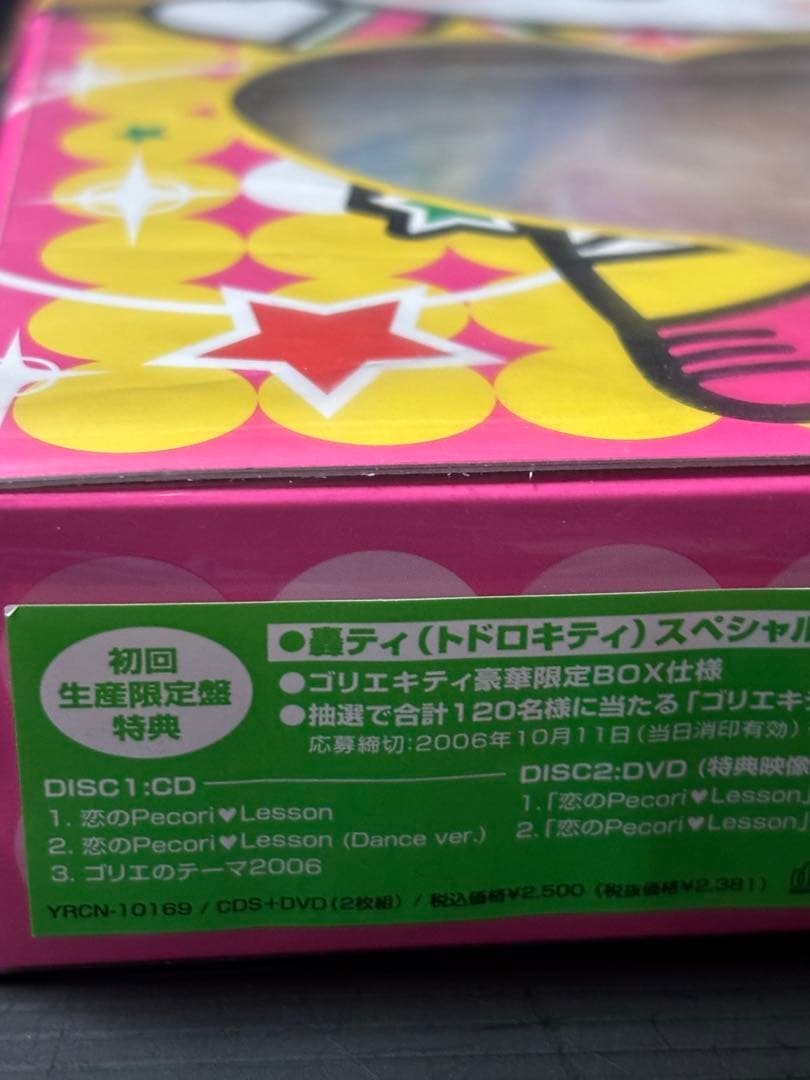 初回
生産限定盤
特典
●轟ティ(トドロキティ)スペシャル
●ゴリエキティ豪華限定BOX仕様
●抽選で合計120名様に当たる「ゴリエキ
応募締切:2006年10月11日(当日消印有効)
DISC1:CD
1. 恋のPecori♥Lesson
2. 恋のPecori♥Lesson (Dance ver.)
3. ゴリエのテーマ2006
DISC2:DVD (特典映像
1.「恋のPecori♥Lesson」
2.「恋のPecori♥Lesson」
YRCN-10169 / CDS+DVD(2枚組) / 税込価格¥2.500 (税抜価格¥2.381)